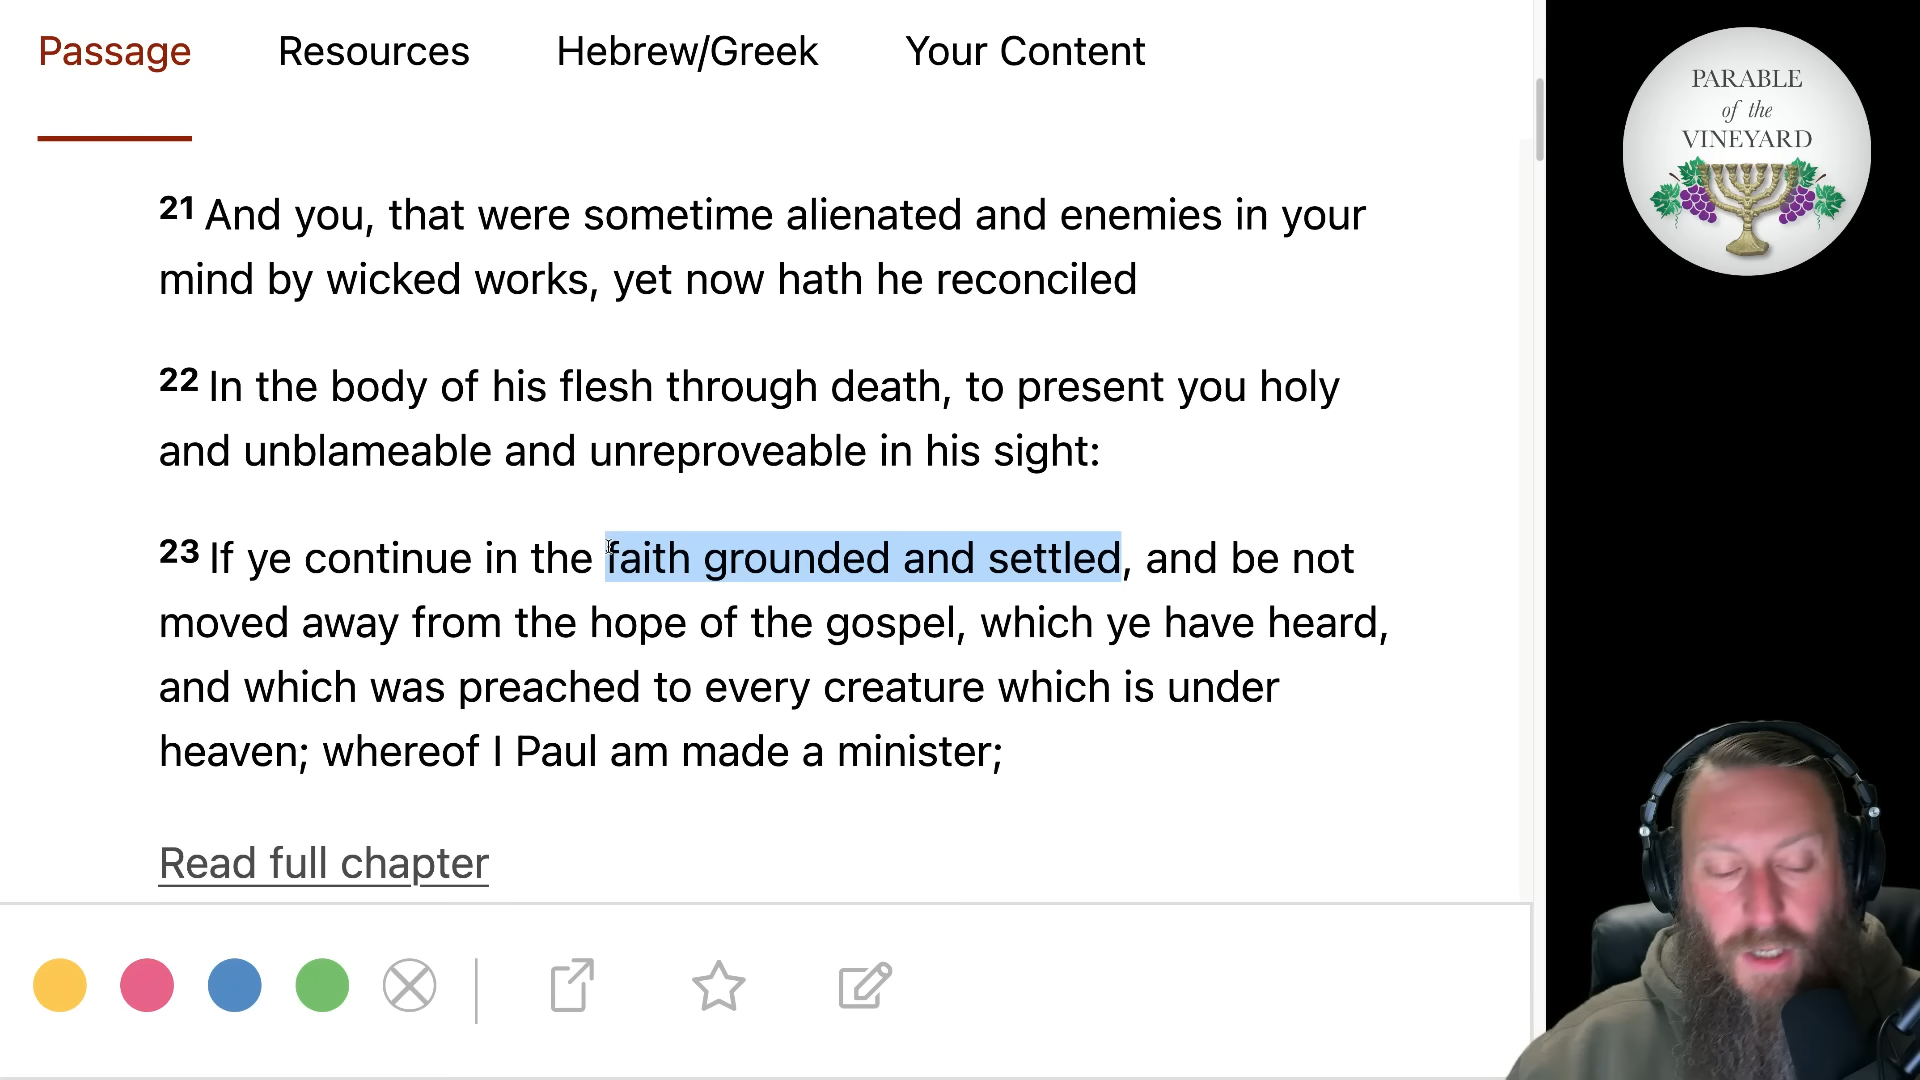 Passage Resources Hebrew/Greek Your Content
PARABLE
of the
VINEYARD
21 And you, that were sometime alienated and enemies in your
mind by wicked works, yet now hath he reconciled
22 In the body of his flesh through death, to present you holy
and unblameable and unreproveable in his sight:
23 If ye continue in the faith grounded and settled, and be not
moved away from the hope of the gospel, which ye have heard,
and which was preached to every creature which is under
heaven; whereof I Paul am made a minister;
Read full chapter